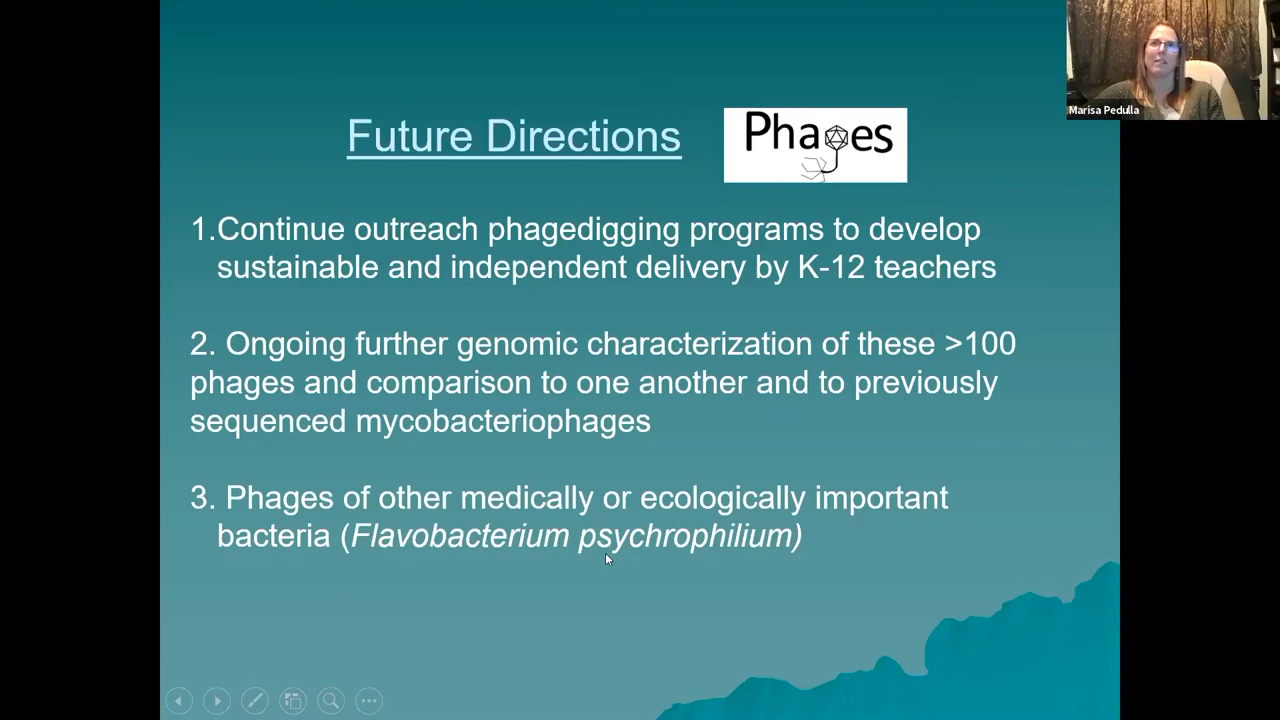 Marisa Pedulla
Future Directions
Phages
1.Continue outreach phagedigging programs to develop
sustainable and independent delivery by K-12 teachers
2. Ongoing further genomic characterization of these >100
phages and comparison to one another and to previously
sequenced mycobacteriophages
3. Phages of other medically or ecologically important
bacteria (Flavobacterium psychrophilium)